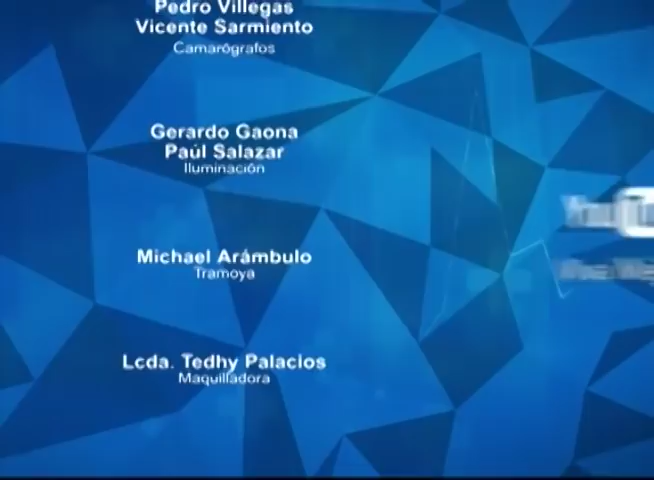 Pedro Villegas
Vicente Sarmiento
Camarógrafos
Gerardo Gaona
Paúl Salazar
Iluminación
Michael Arámbulo
Tramoya
Lcda. Tedhy Palacios
Maquilladora